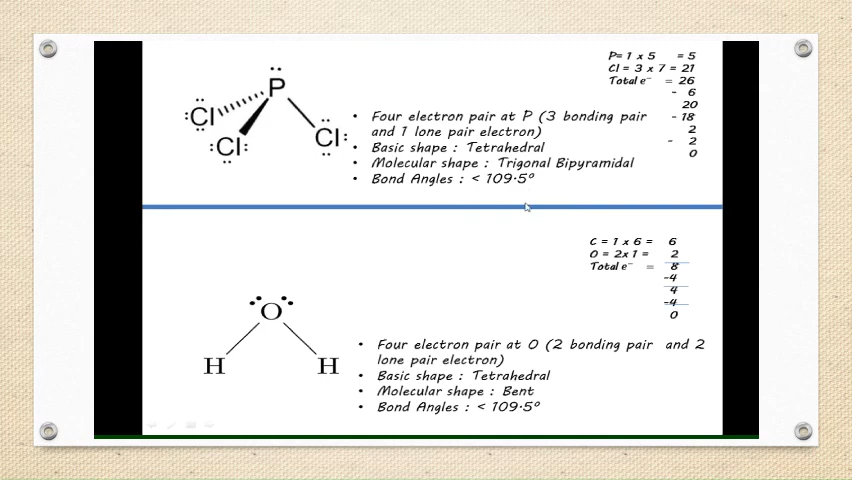 P= 1 x 5 = 5
Cl = 3 x 7 = 21
Total e⁻ = 26
- 6
20
- 18
2
- 2
0
P
Cl
Cl
Cl
• Four electron pair at P (3 bonding pair
and 1 lone pair electron)
• Basic shape : Tetrahedral
• Molecular shape : Trigonal Bipyramidal
• Bond Angles : < 109.5°
C = 1 x 6 = 6
O = 2x 1 = 2
Total e⁻ = 8
-4
4
-4
0
O
H H
• Four electron pair at O (2 bonding pair and 2
lone pair electron)
• Basic shape : Tetrahedral
• Molecular shape : Bent
• Bond Angles : < 109.5°